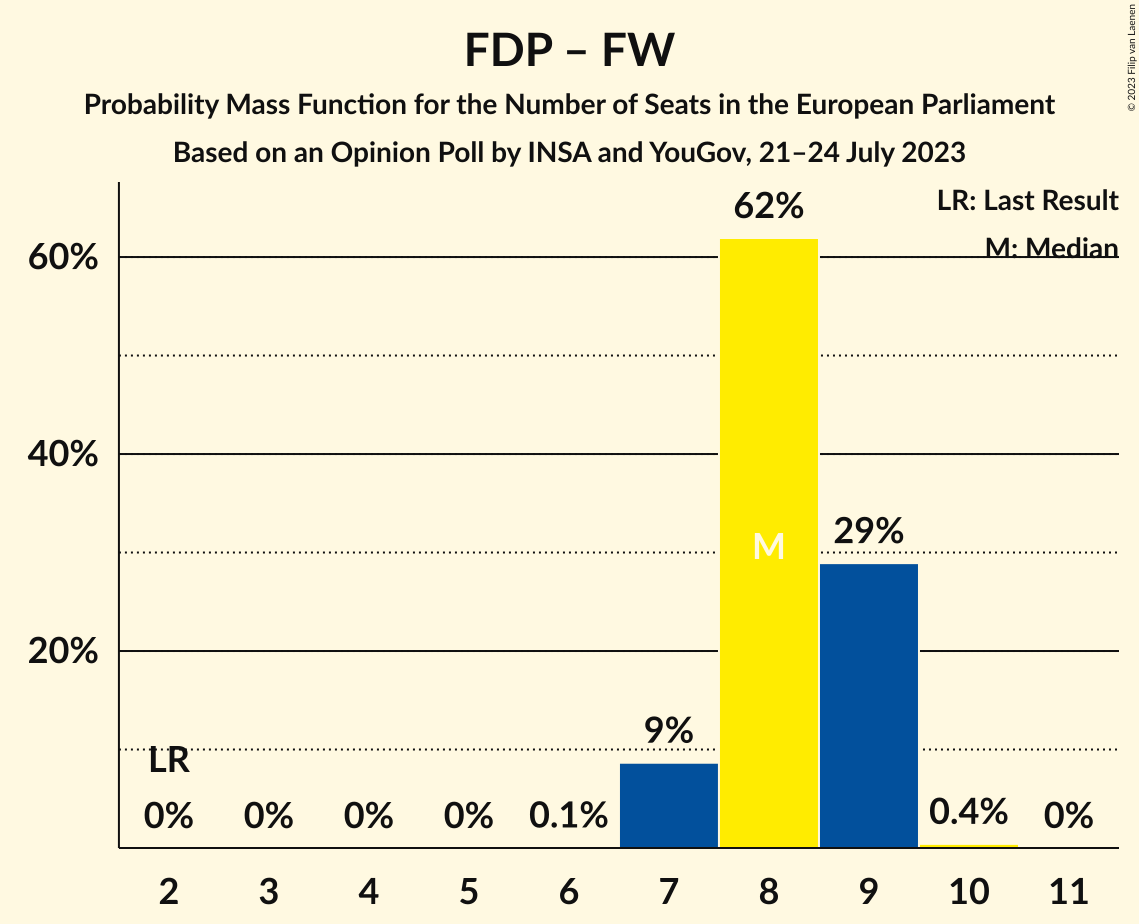 FDP – FW
Probability Mass Function for the Number of Seats in the European Parliament
Based on an Opinion Poll by INSA and YouGov, 21–24 July 2023
© 2023 Filip van Laenen
LR: Last Result
M: Median
60%
40%
20%
62%
M
29%
9%
LR
0%
0%
0%
0%
0.1%
0.4%
0%
2 3 4 5 6 7 8 9 10 11